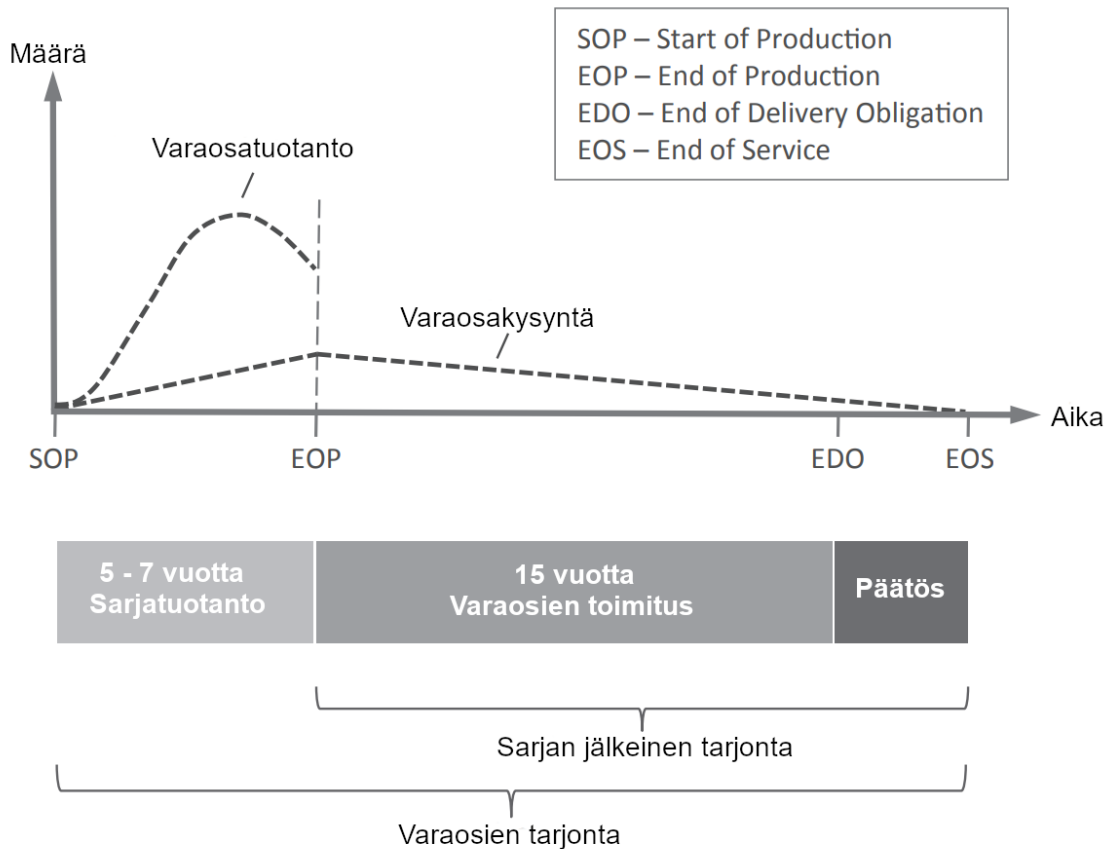 SOP – Start of Production
EOP – End of Production
EDO – End of Delivery Obligation
EOS – End of Service
Määrä
Varaosatuotanto
Varaosakysyntä
Aika
SOP
EOP
EDO
EOS
5 - 7 vuotta
Sarjatuotanto
15 vuotta
Varaosien toimitus
Päätös
Sarjan jälkeinen tarjonta
Varaosien tarjonta